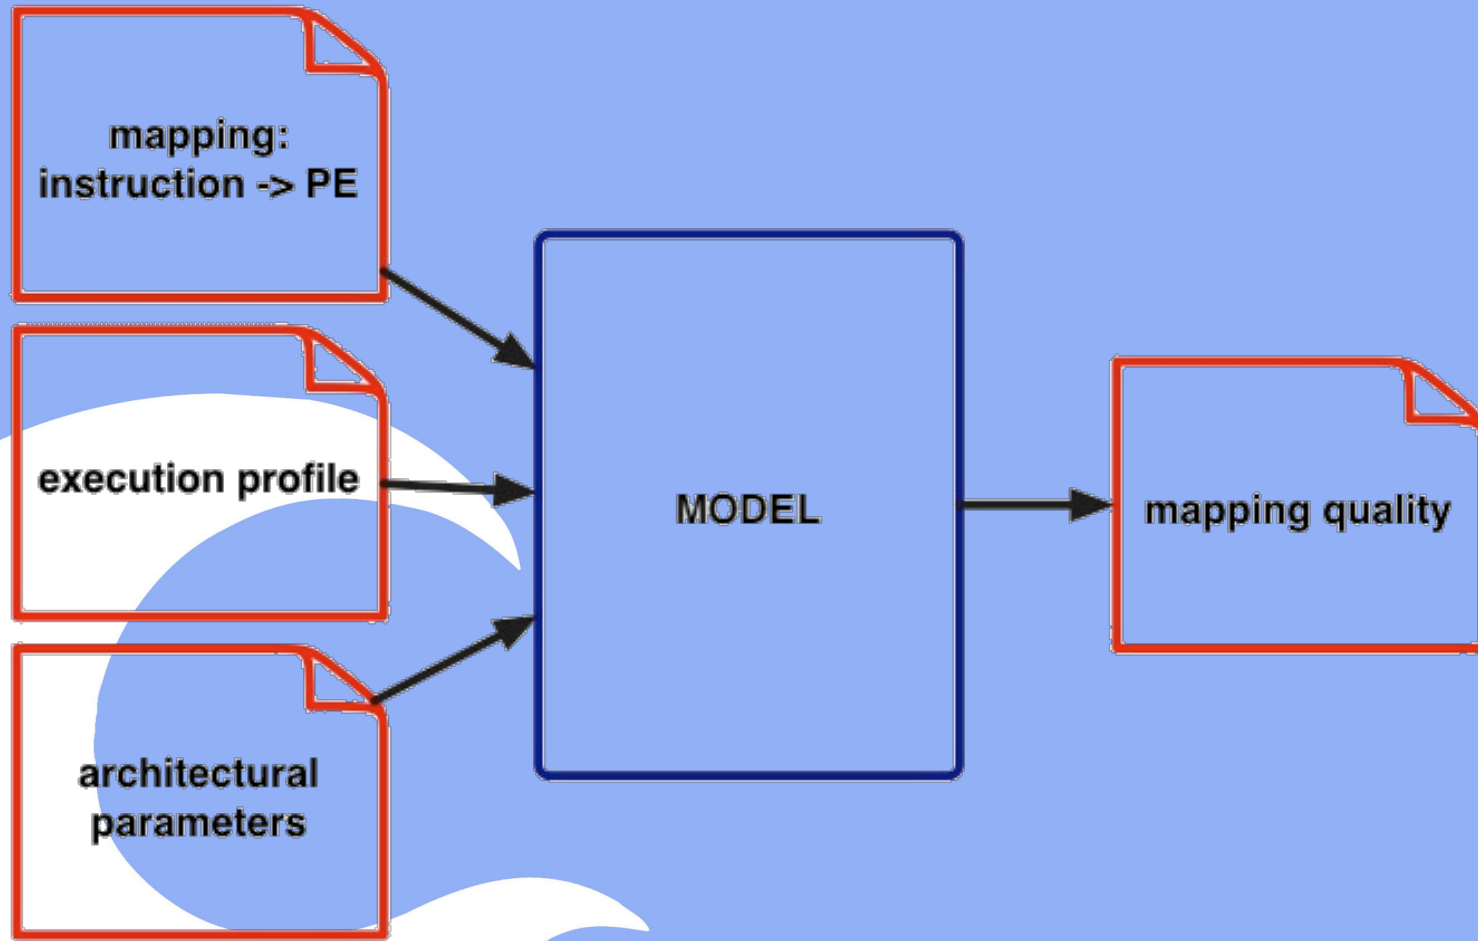 mapping:
instruction -> PE
execution profile
MODEL
mapping quality
architectural
parameters